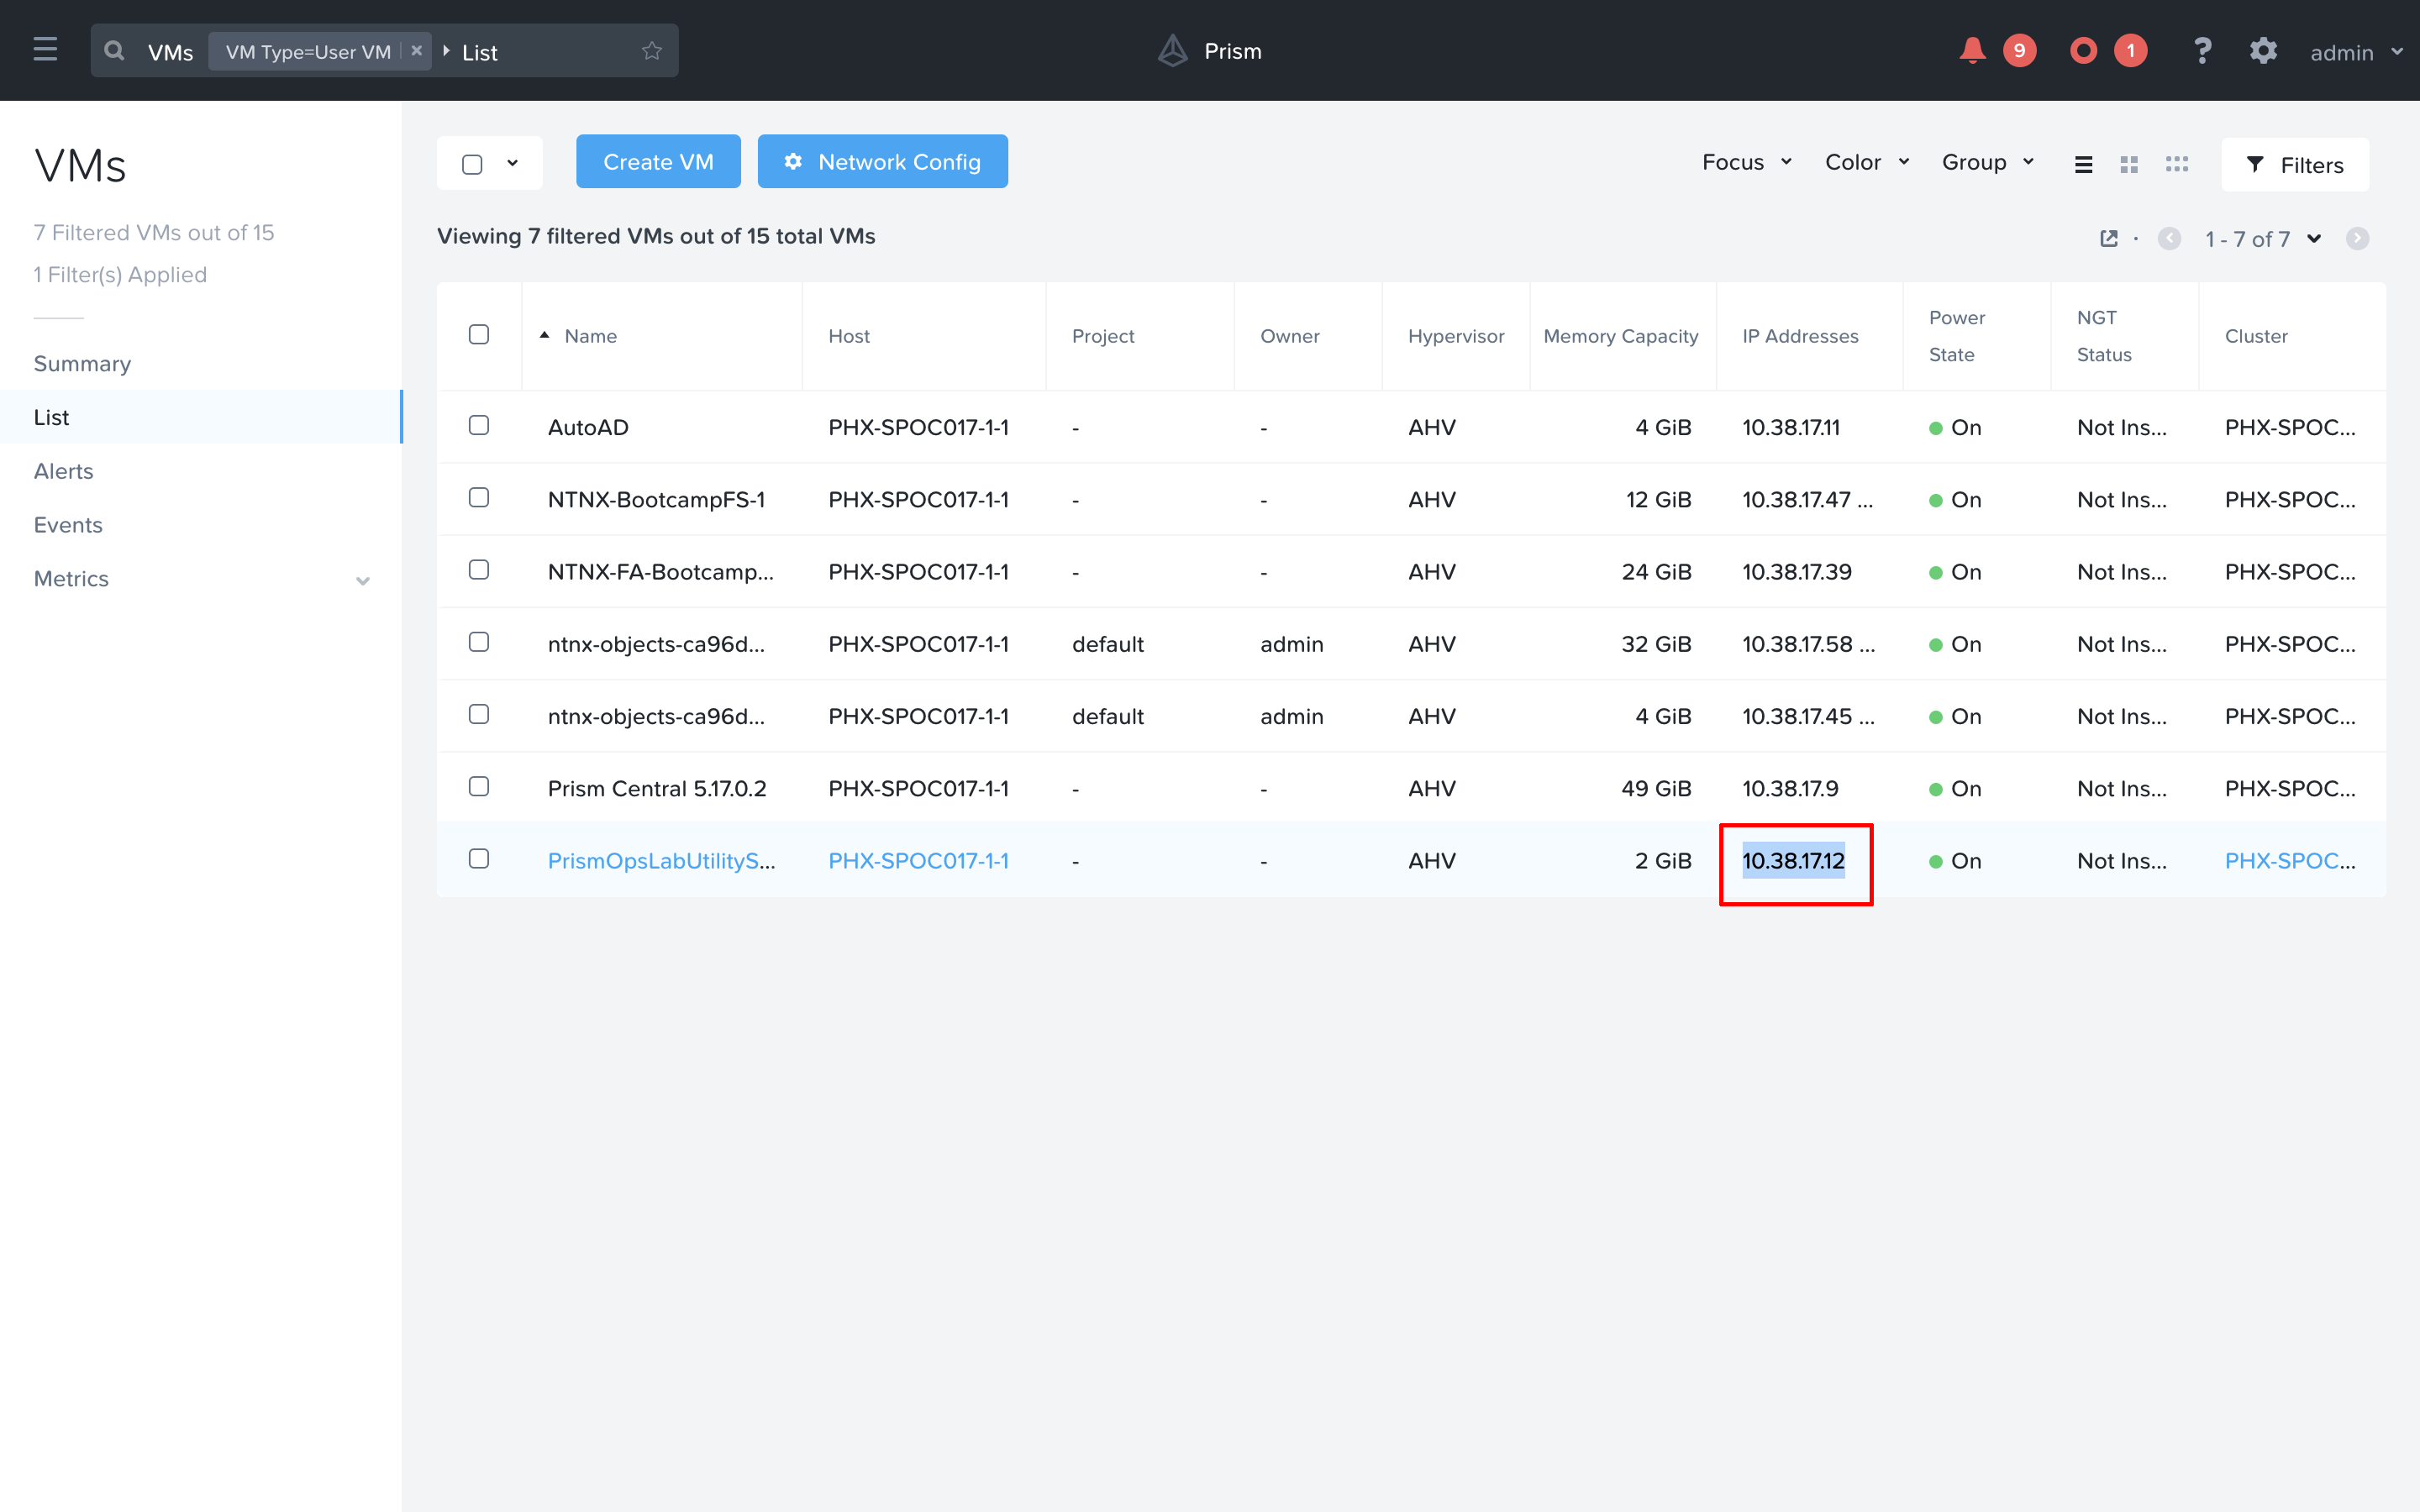 VMs VM Type=User VM × List Prism 9 1 ? admin
VMs
7 Filtered VMs out of 15
1 Filter(s) Applied
Summary
List
Alerts
Events
Metrics
Create VM Network Config Focus Color Group Filters
Viewing 7 filtered VMs out of 15 total VMs 1 - 7 of 7
Name Host Project Owner Hypervisor Memory Capacity IP Addresses Power State NGT Status Cluster
AutoAD PHX-SPOC017-1-1 - - AHV 4 GiB 10.38.17.11 On Not Ins... PHX-SPOC...
NTNX-BootcampFS-1 PHX-SPOC017-1-1 - - AHV 12 GiB 10.38.17.47 ... On Not Ins... PHX-SPOC...
NTNX-FA-Bootcamp... PHX-SPOC017-1-1 - - AHV 24 GiB 10.38.17.39 On Not Ins... PHX-SPOC...
ntnx-objects-ca96d... PHX-SPOC017-1-1 default admin AHV 32 GiB 10.38.17.58 ... On Not Ins... PHX-SPOC...
ntnx-objects-ca96d... PHX-SPOC017-1-1 default admin AHV 4 GiB 10.38.17.45 ... On Not Ins... PHX-SPOC...
Prism Central 5.17.0.2 PHX-SPOC017-1-1 - - AHV 49 GiB 10.38.17.9 On Not Ins... PHX-SPOC...
PrismOpsLabUtilityS... PHX-SPOC017-1-1 - - AHV 2 GiB 10.38.17.12 On Not Ins... PHX-SPOC...